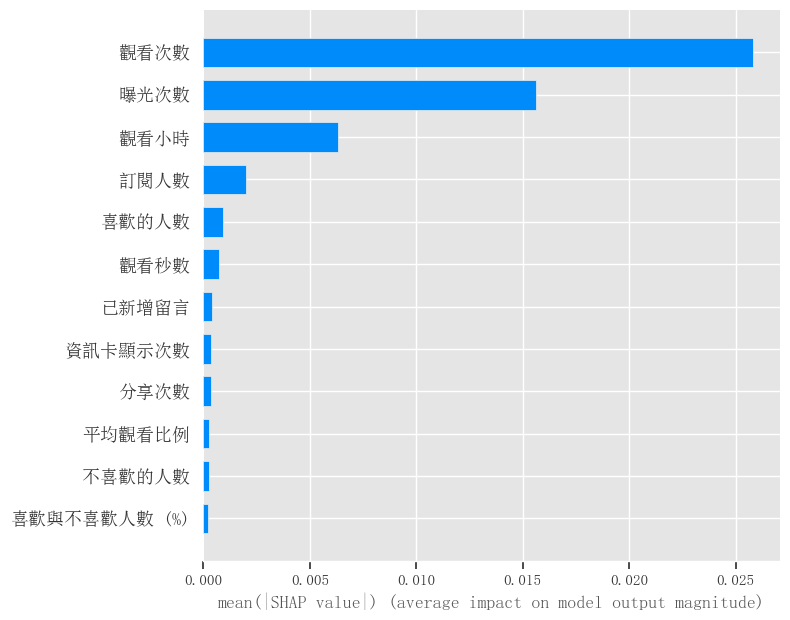 觀看次數
曝光次數
觀看小時
訂閱人數
喜歡的人數
觀看秒數
已新增留言
資訊卡顯示次數
分享次數
平均觀看比例
不喜歡的人數
喜歡與不喜歡人數 (%)
0.000 0.005 0.010 0.015 0.020 0.025
mean(|SHAP value|) (average impact on model output magnitude)